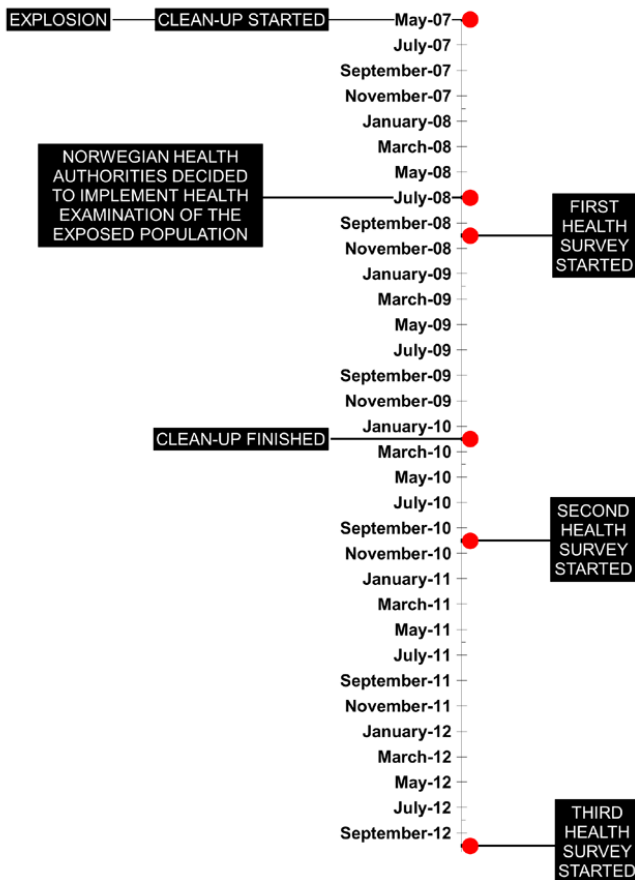 EXPLOSION
CLEAN-UP STARTED
May-07
July-07
September-07
November-07
January-08
March-08
May-08
NORWEGIAN HEALTH
AUTHORITIES DECIDED
TO IMPLEMENT HEALTH
EXAMINATION OF THE
EXPOSED POPULATION
July-08
September-08
FIRST
HEALTH
SURVEY
STARTED
November-08
January-09
March-09
May-09
July-09
September-09
November-09
January-10
CLEAN-UP FINISHED
March-10
May-10
July-10
September-10
SECOND
HEALTH
SURVEY
STARTED
November-10
January-11
March-11
May-11
July-11
September-11
November-11
January-12
March-12
May-12
July-12
September-12
THIRD
HEALTH
SURVEY
STARTED